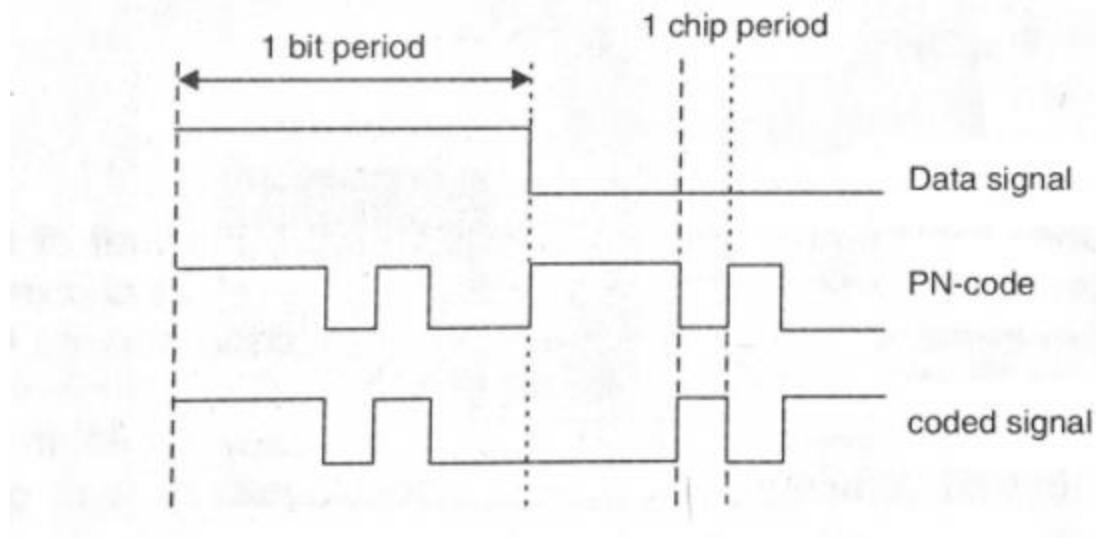 1 bit period
1 chip period
Data signal
PN-code
coded signal